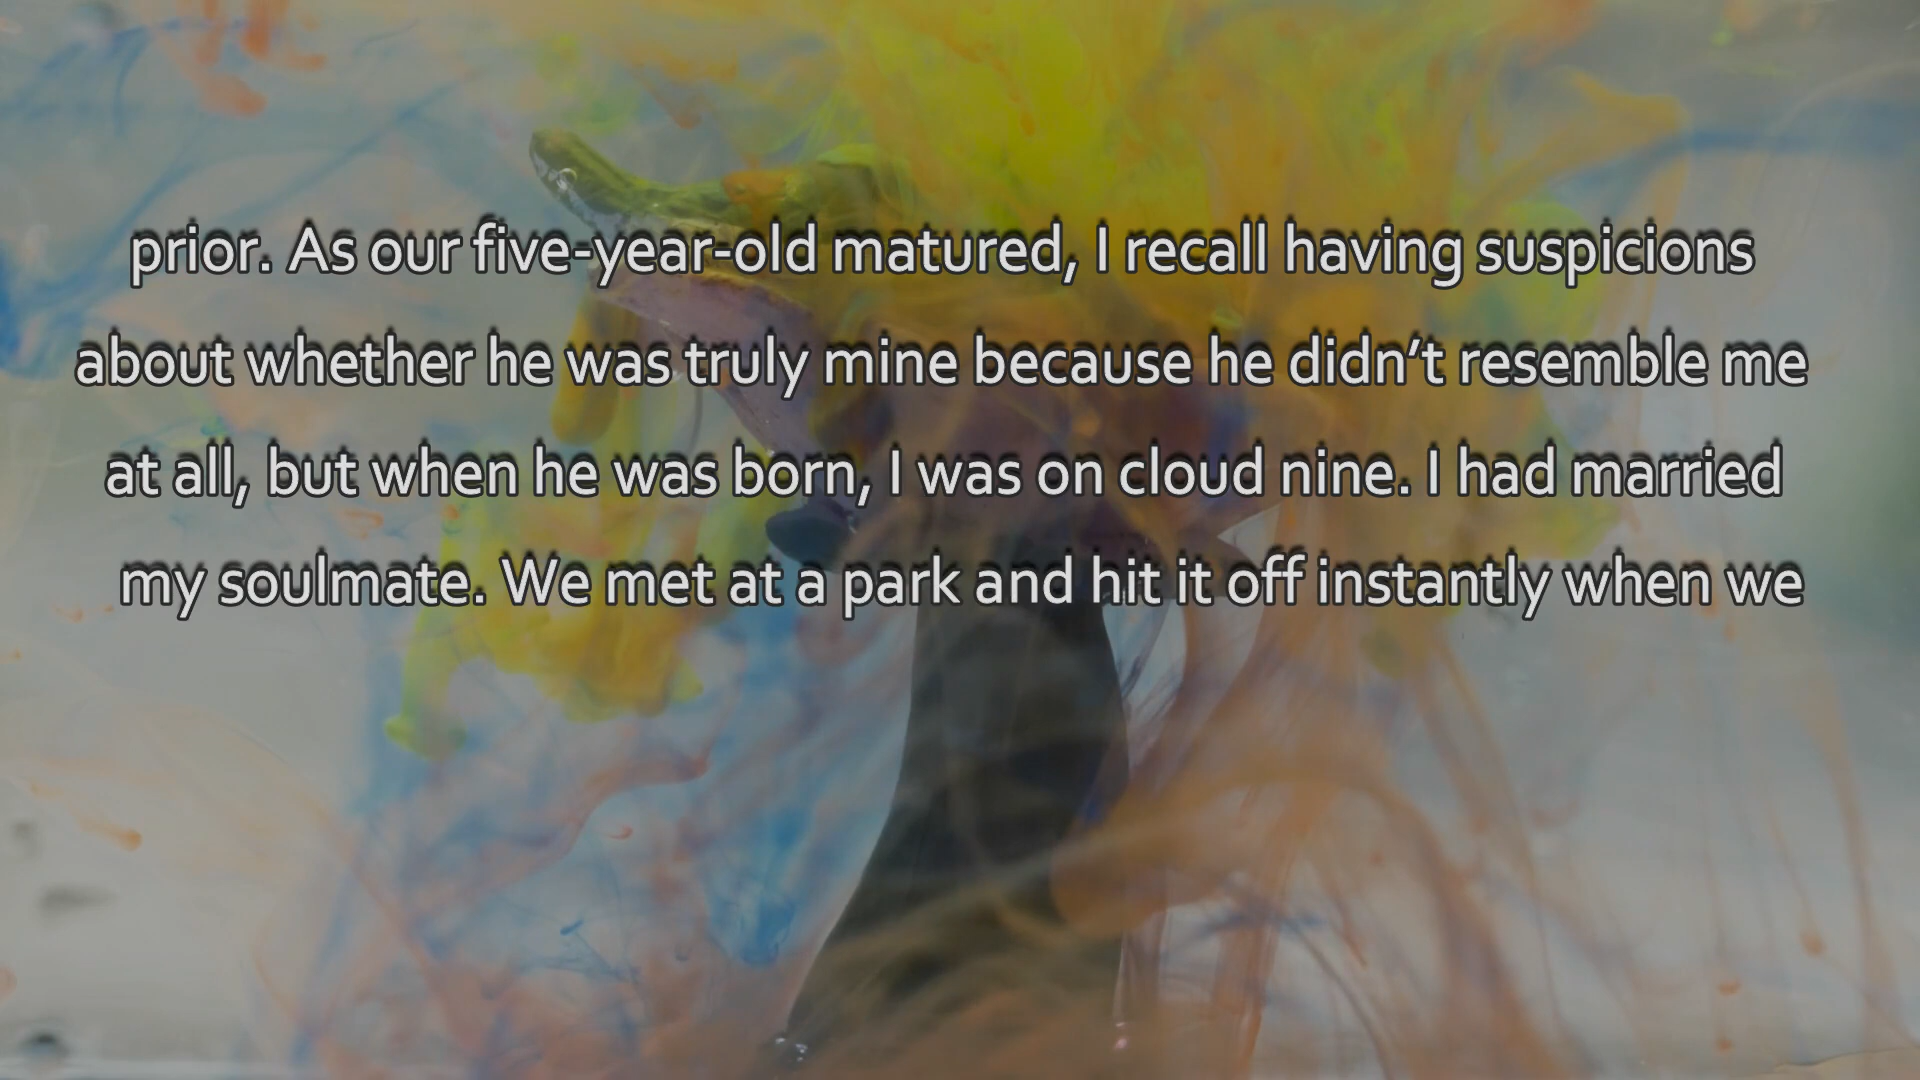 prior. As our five-year-old matured, I recall having suspicions
about whether he was truly mine because he didn’t resemble me
at all, but when he was born, I was on cloud nine. I had married
my soulmate. We met at a park and hit it off instantly when we